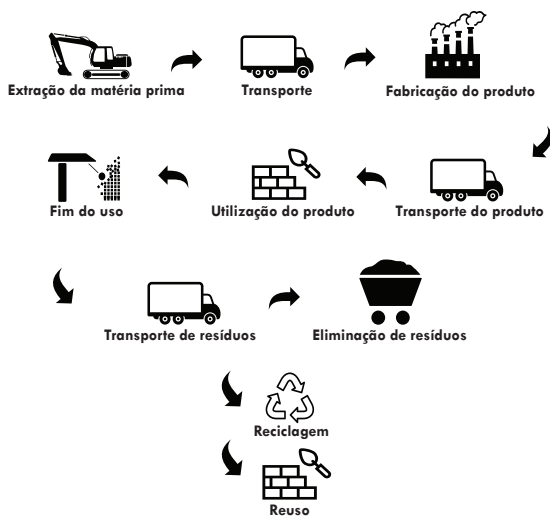 Extração da matéria prima
Transporte
Fabricação do produto
Fim do uso
Utilização do produto
Transporte do produto
Transporte de resíduos
Eliminação de resíduos
Reciclagem
Reuso